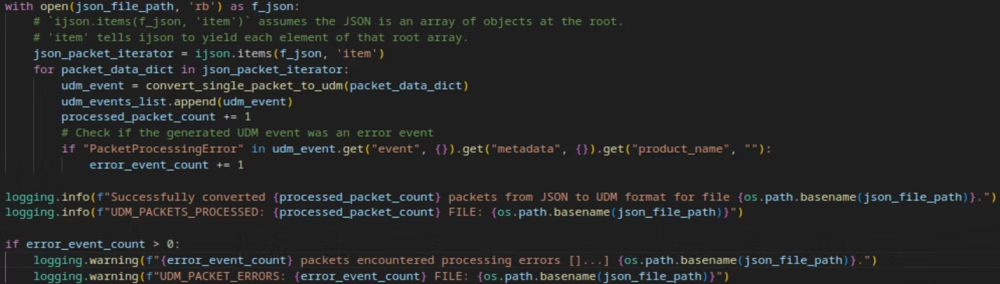 with open(json_file_path, 'rb') as f_json:
    # `ijson.items(f_json, 'item')` assumes the JSON is an array of objects at the root.
    # 'item' tells ijson to yield each element of that root array.
    json_packet_iterator = ijson.items(f_json, 'item')
    for packet_data_dict in json_packet_iterator:
        udm_event = convert_single_packet_to_udm(packet_data_dict)
        udm_events_list.append(udm_event)
        processed_packet_count += 1
        # Check if the generated UDM event was an error event
        if "PacketProcessingError" in udm_event.get("event", {}).get("metadata", {}).get("product_name", ""):
            error_event_count += 1
logging.info(f"Successfully converted {processed_packet_count} packets from JSON to UDM format for file {os.path.basename(json_file_path)}.")
logging.info(f"UDM_PACKETS_PROCESSED: {processed_packet_count} FILE: {os.path.basename(json_file_path)}")
if error_event_count > 0:
    logging.warning(f"{error_event_count} packets encountered processing errors []...] {os.path.basename(json_file_path)}.")
    logging.warning(f"UDM_PACKET_ERRORS: {error_event_count} FILE: {os.path.basename(json_file_path)}")